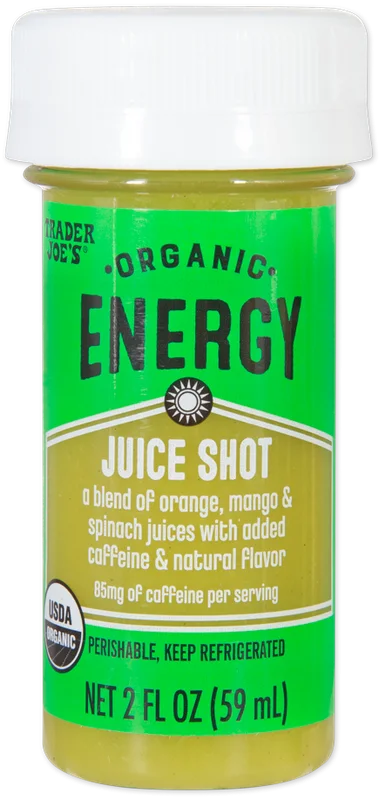 TRADER
JOE'S®
·ORGANIC·
ENERGY
JUICE SHOT
a blend of orange, mango &
spinach juices with added
caffeine & natural flavor
85mg of caffeine per serving
USDA
ORGANIC
PERISHABLE, KEEP REFRIGERATED
NET 2 FL OZ (59 mL)